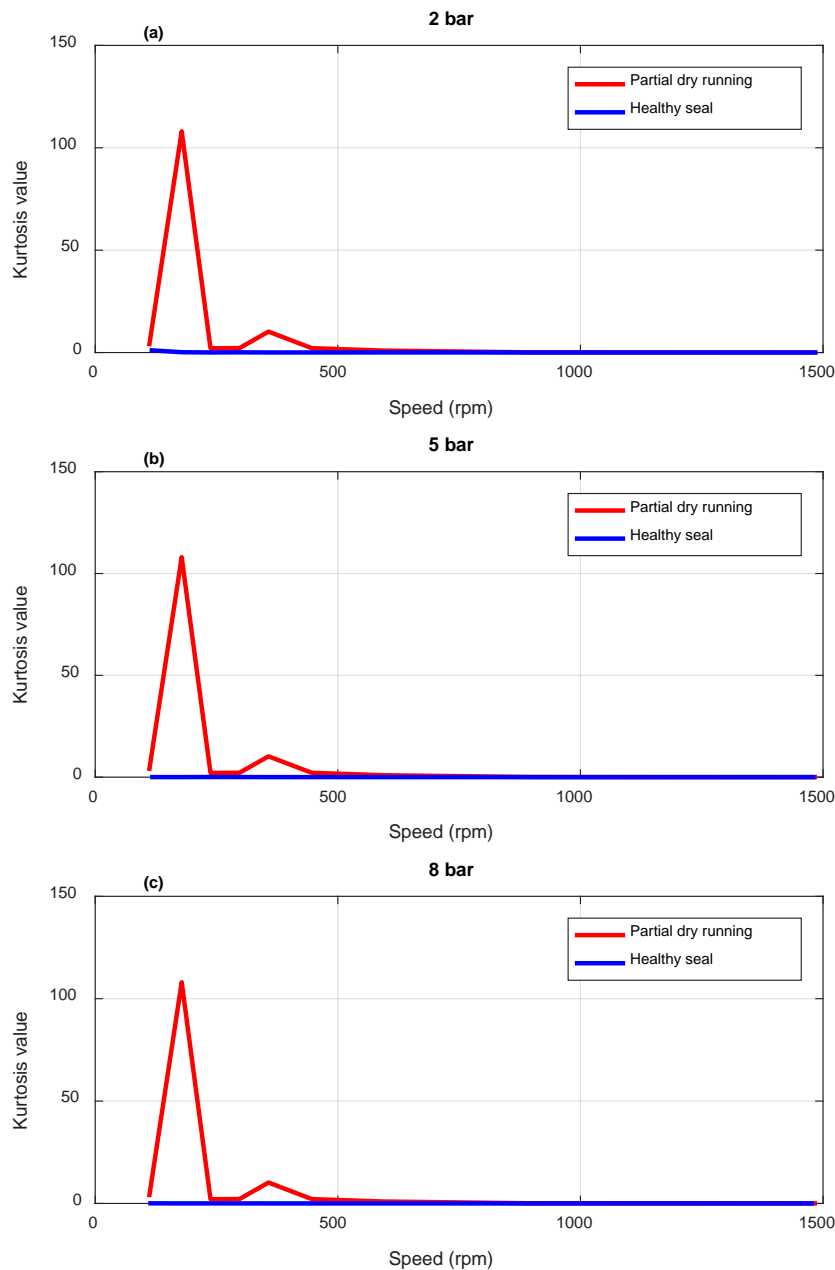 (a)
2 bar
150
100
50
0
Kurtosis value
Partial dry running
Healthy seal
0
500
1000
1500
Speed (rpm)
(b)
5 bar
150
100
50
0
Kurtosis value
Partial dry running
Healthy seal
0
500
1000
1500
Speed (rpm)
(c)
8 bar
150
100
50
0
Kurtosis value
Partial dry running
Healthy seal
0
500
1000
1500
Speed (rpm)